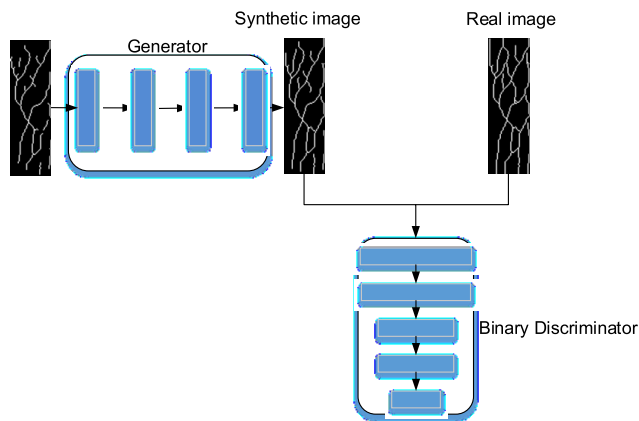 Synthetic image
Real image
Generator
Binary Discriminator